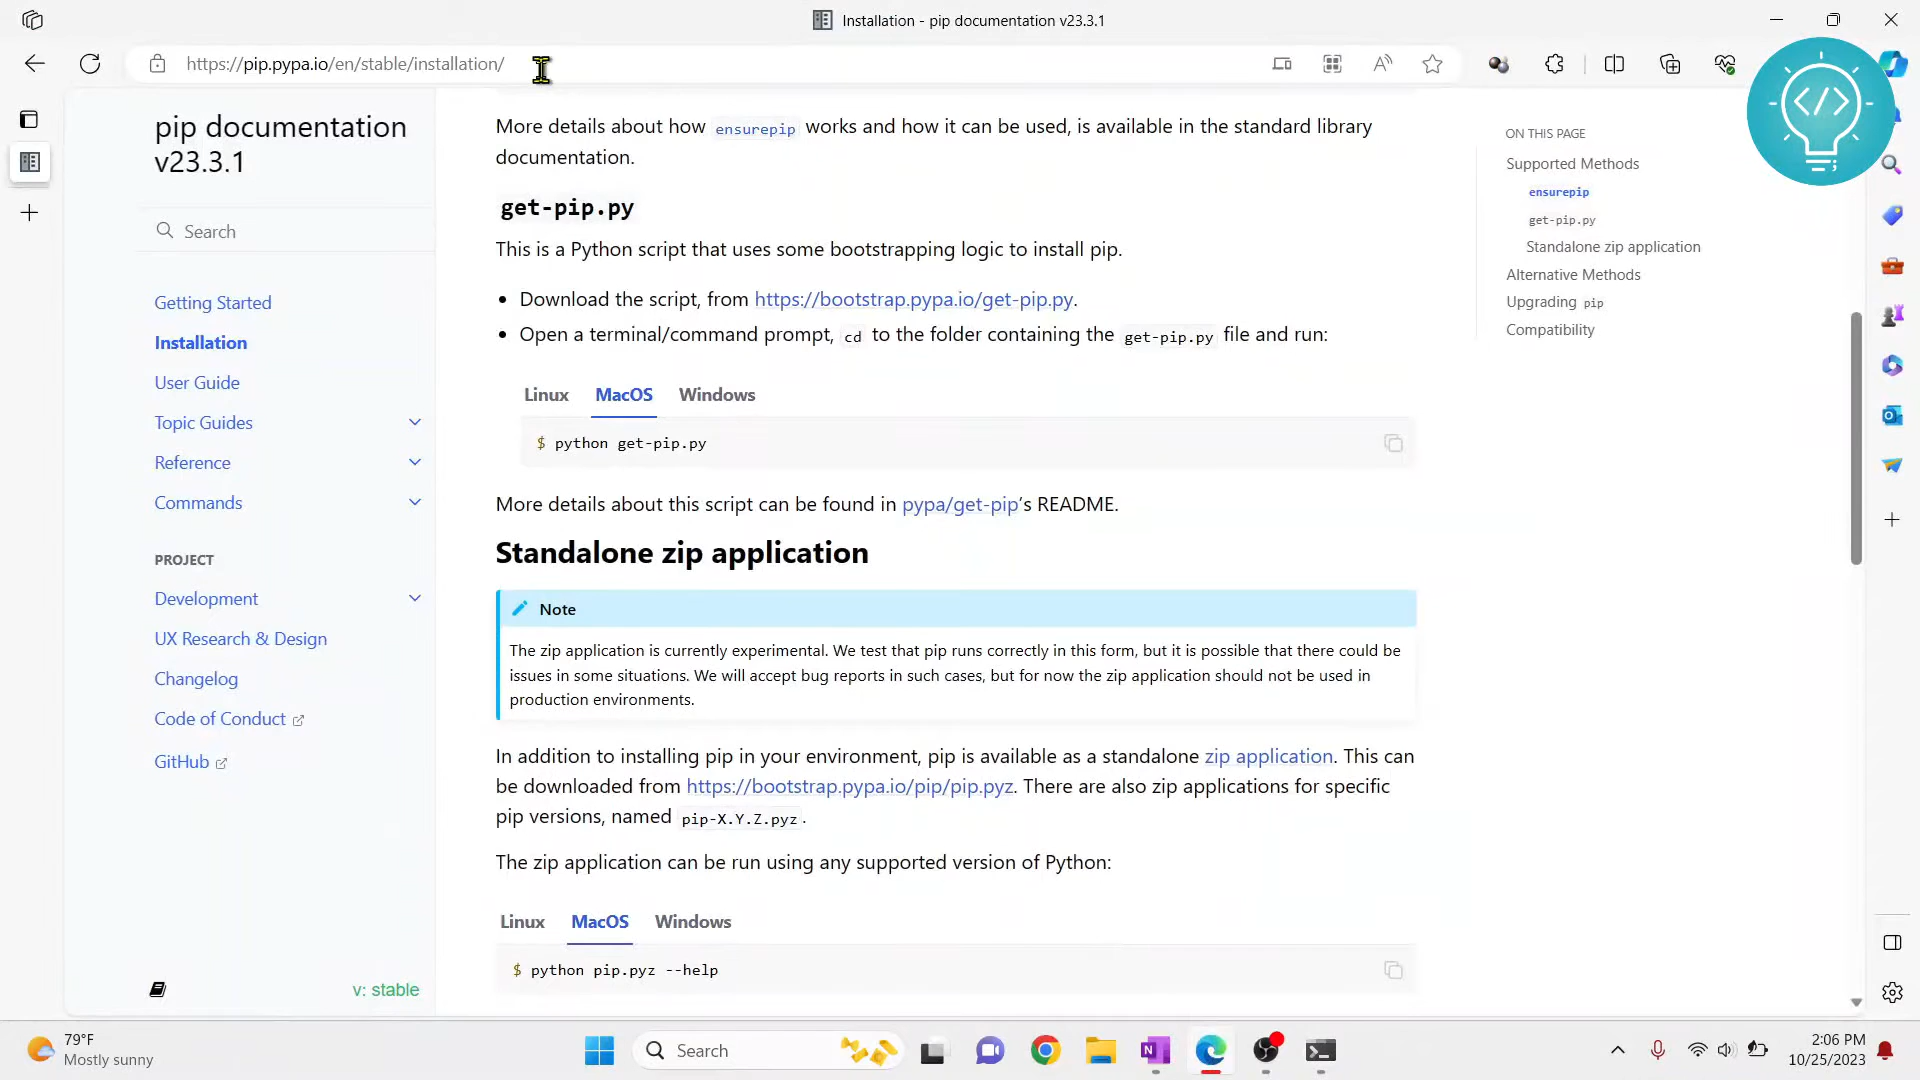 Installation - pip documentation v23.3.1
https://pip.pypa.io/en/stable/installation/
pip documentation
v23.3.1
Search
Getting Started
Installation
User Guide
Topic Guides
Reference
Commands
PROJECT
Development
UX Research & Design
Changelog
Code of Conduct
GitHub
v: stable
More details about how ensurepip works and how it can be used, is available in the standard library
documentation.
get-pip.py
This is a Python script that uses some bootstrapping logic to install pip.
• Download the script, from https://bootstrap.pypa.io/get-pip.py.
• Open a terminal/command prompt, cd to the folder containing the get-pip.py file and run:
Linux MacOS Windows
$ python get-pip.py
More details about this script can be found in pypa/get-pip’s README.
Standalone zip application
Note
The zip application is currently experimental. We test that pip runs correctly in this form, but it is possible that there could be
issues in some situations. We will accept bug reports in such cases, but for now the zip application should not be used in
production environments.
In addition to installing pip in your environment, pip is available as a standalone zip application. This can
be downloaded from https://bootstrap.pypa.io/pip/pip.pyz. There are also zip applications for specific
pip versions, named pip-X.Y.Z.pyz.
The zip application can be run using any supported version of Python:
Linux MacOS Windows
$ python pip.pyz --help
ON THIS PAGE
Supported Methods
ensurepip
get-pip.py
Standalone zip application
Alternative Methods
Upgrading pip
Compatibility
</>
79°F
Mostly sunny
Search
2:06 PM
10/25/2023